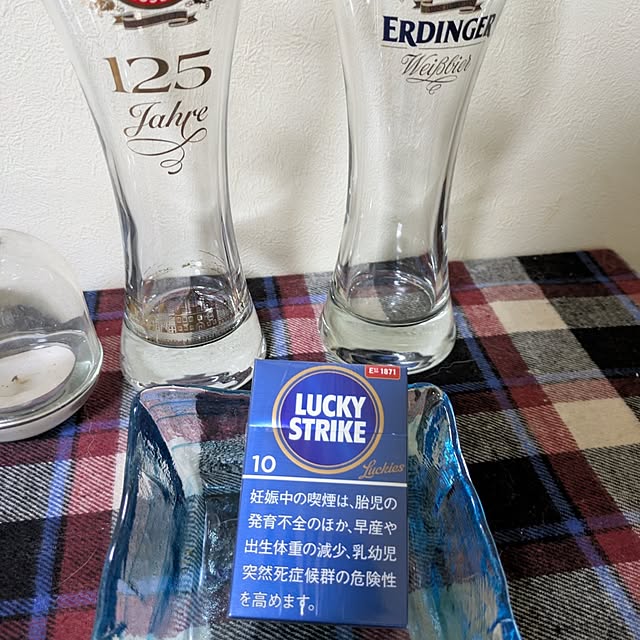 125
Jahre
ERDINGER
Weißbier
EST 1871
LUCKY
STRIKE
10
Luckies
妊娠中の喫煙は、胎児の
発育不全のほか、早産や
出生体重の減少、乳幼児
突然死症候群の危険性
を高めます。